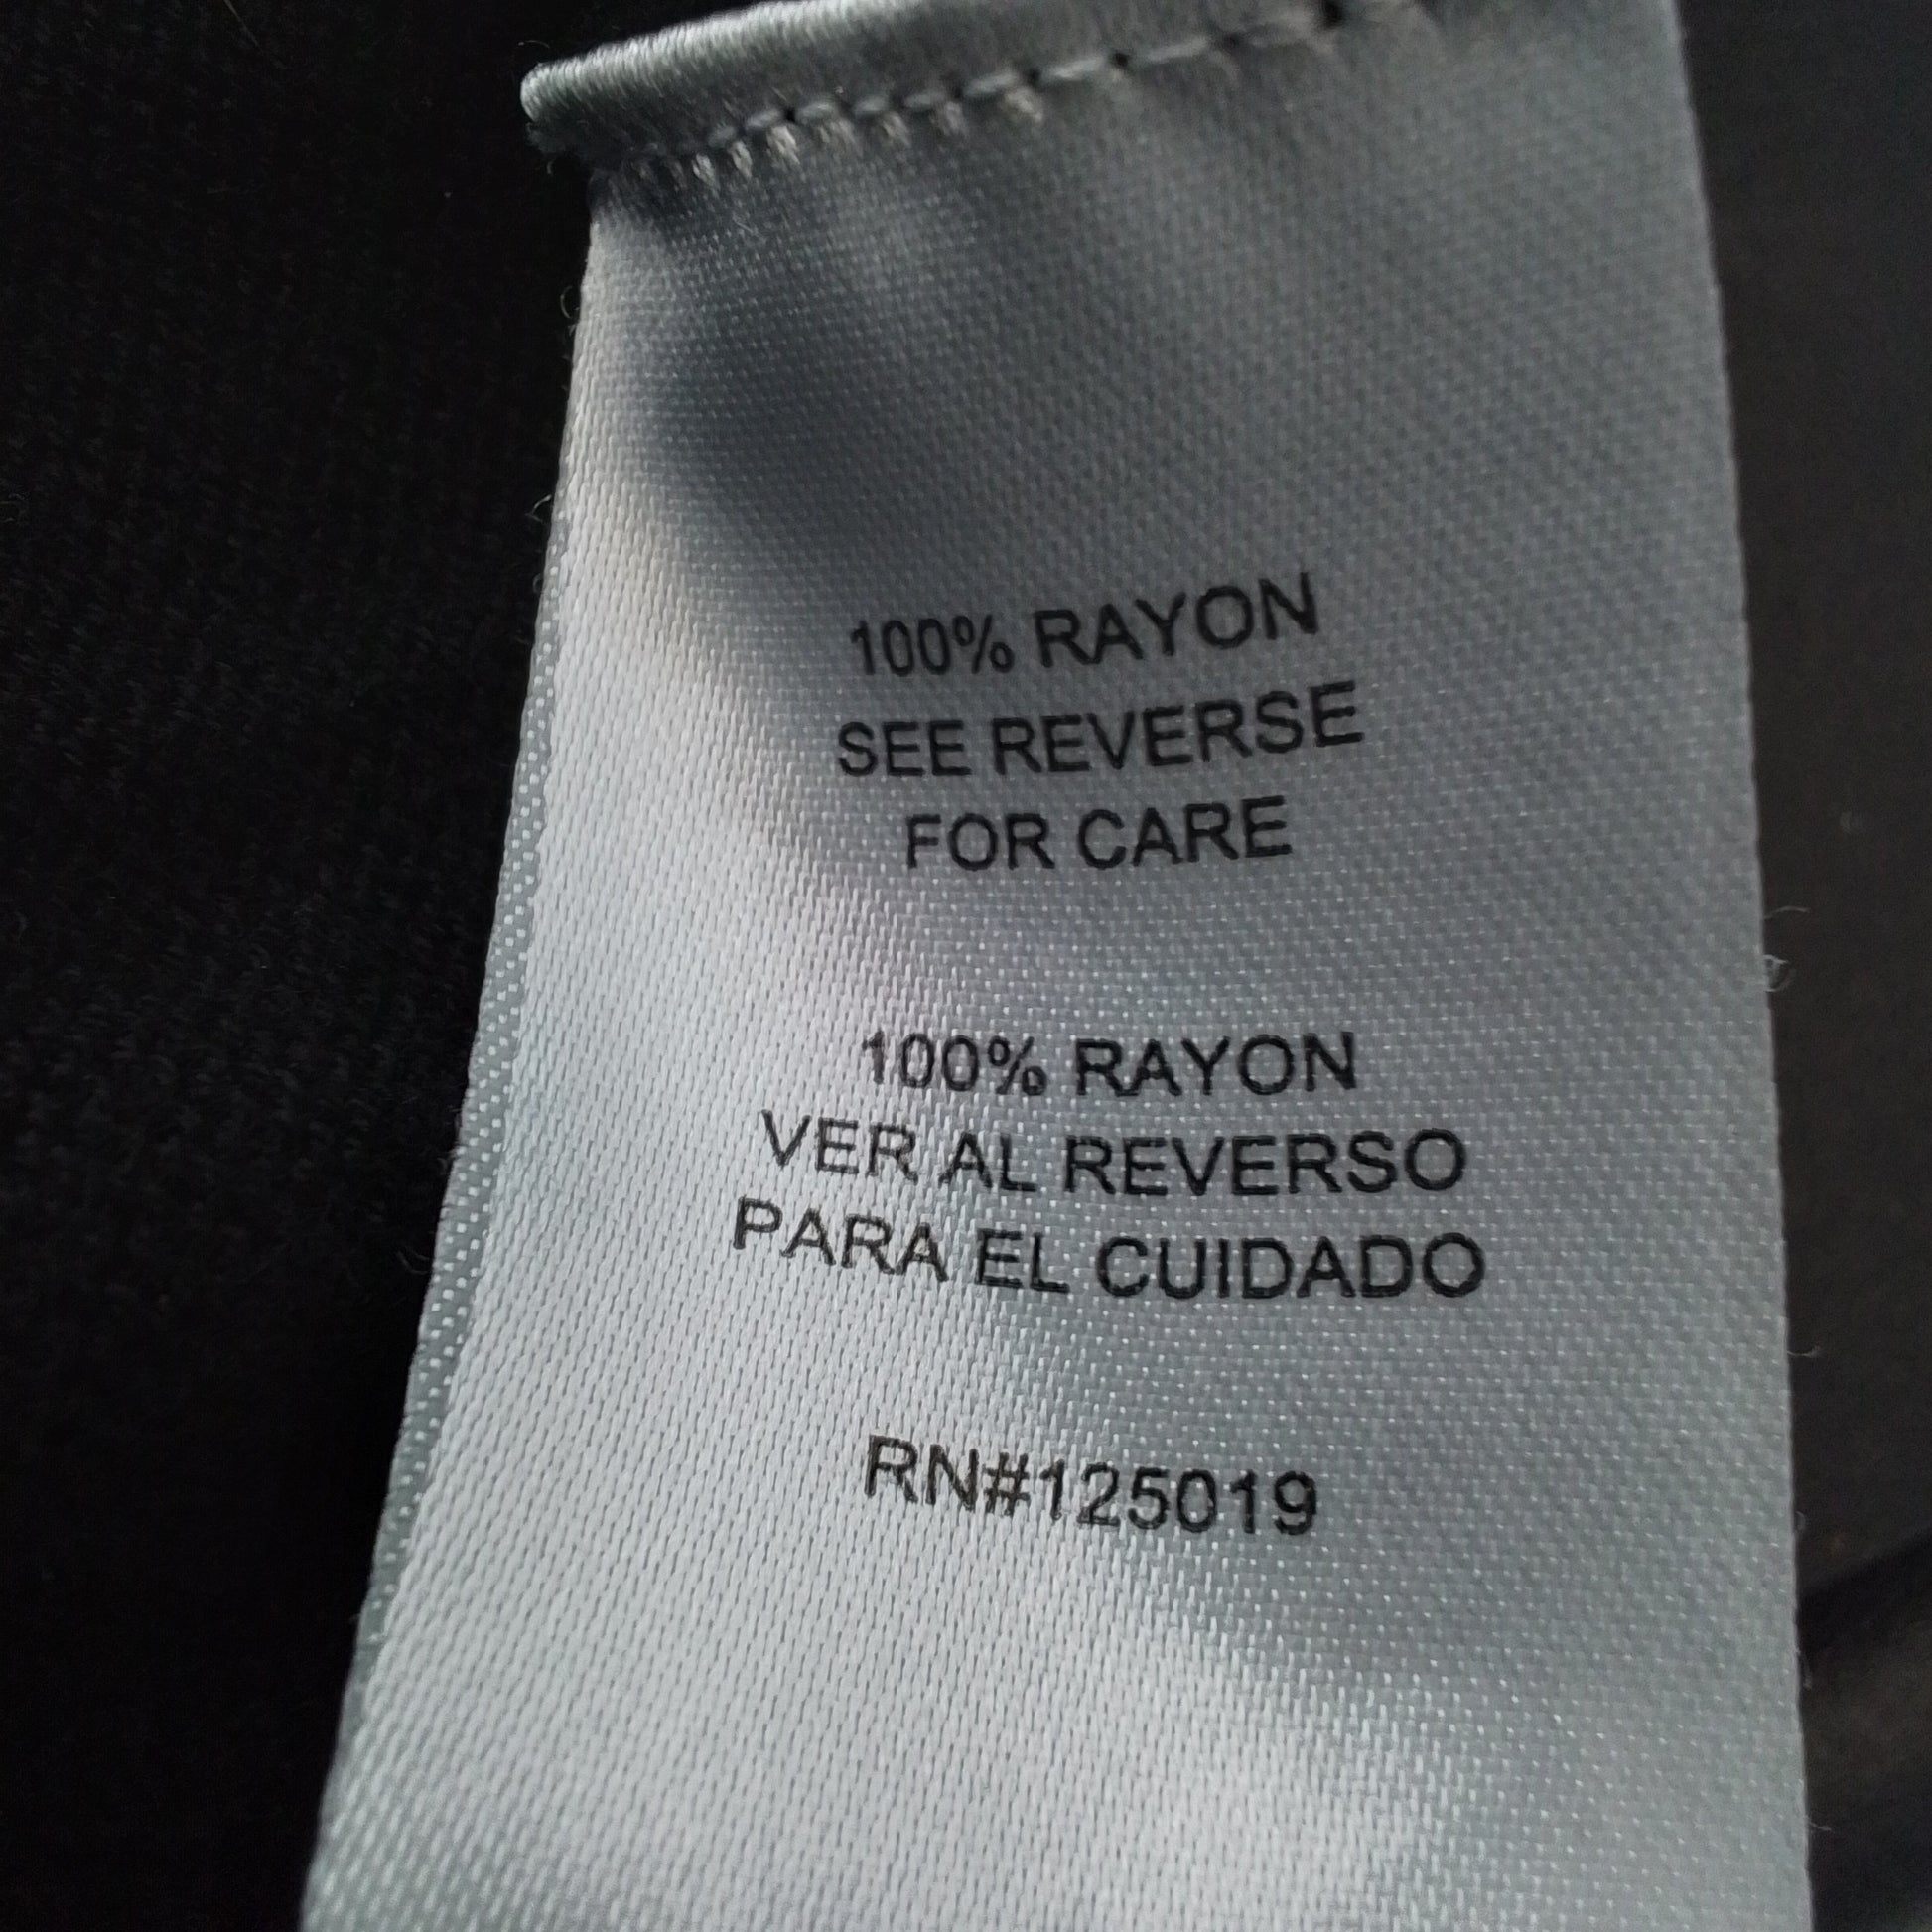 100% RAYON
SEE REVERSE
FOR CARE
100% RAYON
VER AL REVERSO
PARA EL CUIDADO
RN#125019